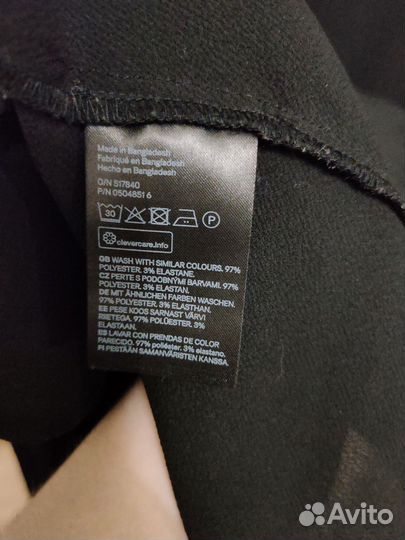 Made in Bangladesh
Fabriqué en Bangladesh
Hecho en Bangladesh
O/N 517840
P/N 0504851 6
30 P
clevercare.info
GB WASH WITH SIMILAR COLOURS. 97%
POLYESTER. 3% ELASTANE.
CZ PERTE S PODOBNÝMI BARVAMI. 97%
POLYESTER. 3% ELASTAN.
DE MIT ÄHNLICHEN FARBEN WASCHEN.
97% POLYESTER. 3% ELASTHAN.
EE PESE KOOS SARNAST VÄRVI
RIIETEGA. 97% POLÜESTER. 3%
ELASTAAN.
ES LAVAR CON PRENDAS DE COLOR
PARECIDO. 97% poliéster. 3% elastano.
FI PESTÄÄN SAMANVÄRISTEN KANSSA.
Avito